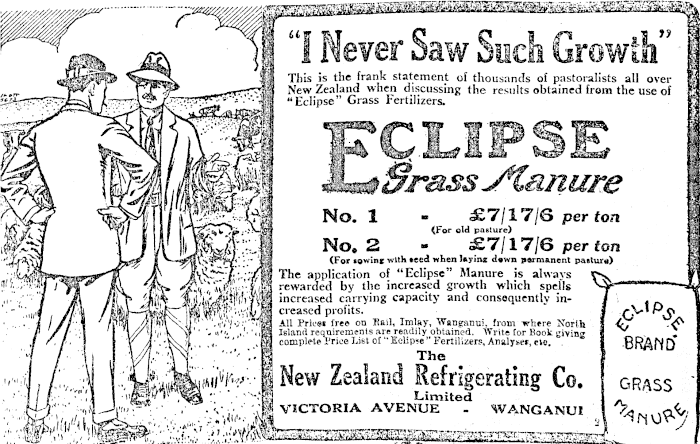 "I Never Saw Such Growth"
This is the frank statement of thousands of pastoralists all over
New Zealand when discussing the results obtained from the use of
"Eclipse" Grass Fertilizers.
ECLIPSE
Grass Manure
No. 1 - £7/17/6 per ton
(For old pasture)
No. 2 - £7/17/6 per ton
(For sowing with seed when laying down permanent pasture)
The application of "Eclipse" Manure is always
rewarded by the increased growth which spells
increased carrying capacity and consequently in-
creased profits.
All Prices free on Rail, Imlay, Wanganui, from where North
Island requirements are readily obtained. Write for Book giving
complete Price List of "Eclipse" Fertilizers, Analyses, etc.
The
New Zealand Refrigerating Co.
Limited
VICTORIA AVENUE - WANGANUI
ECLIPSE
BRAND
GRASS
MANURE
2